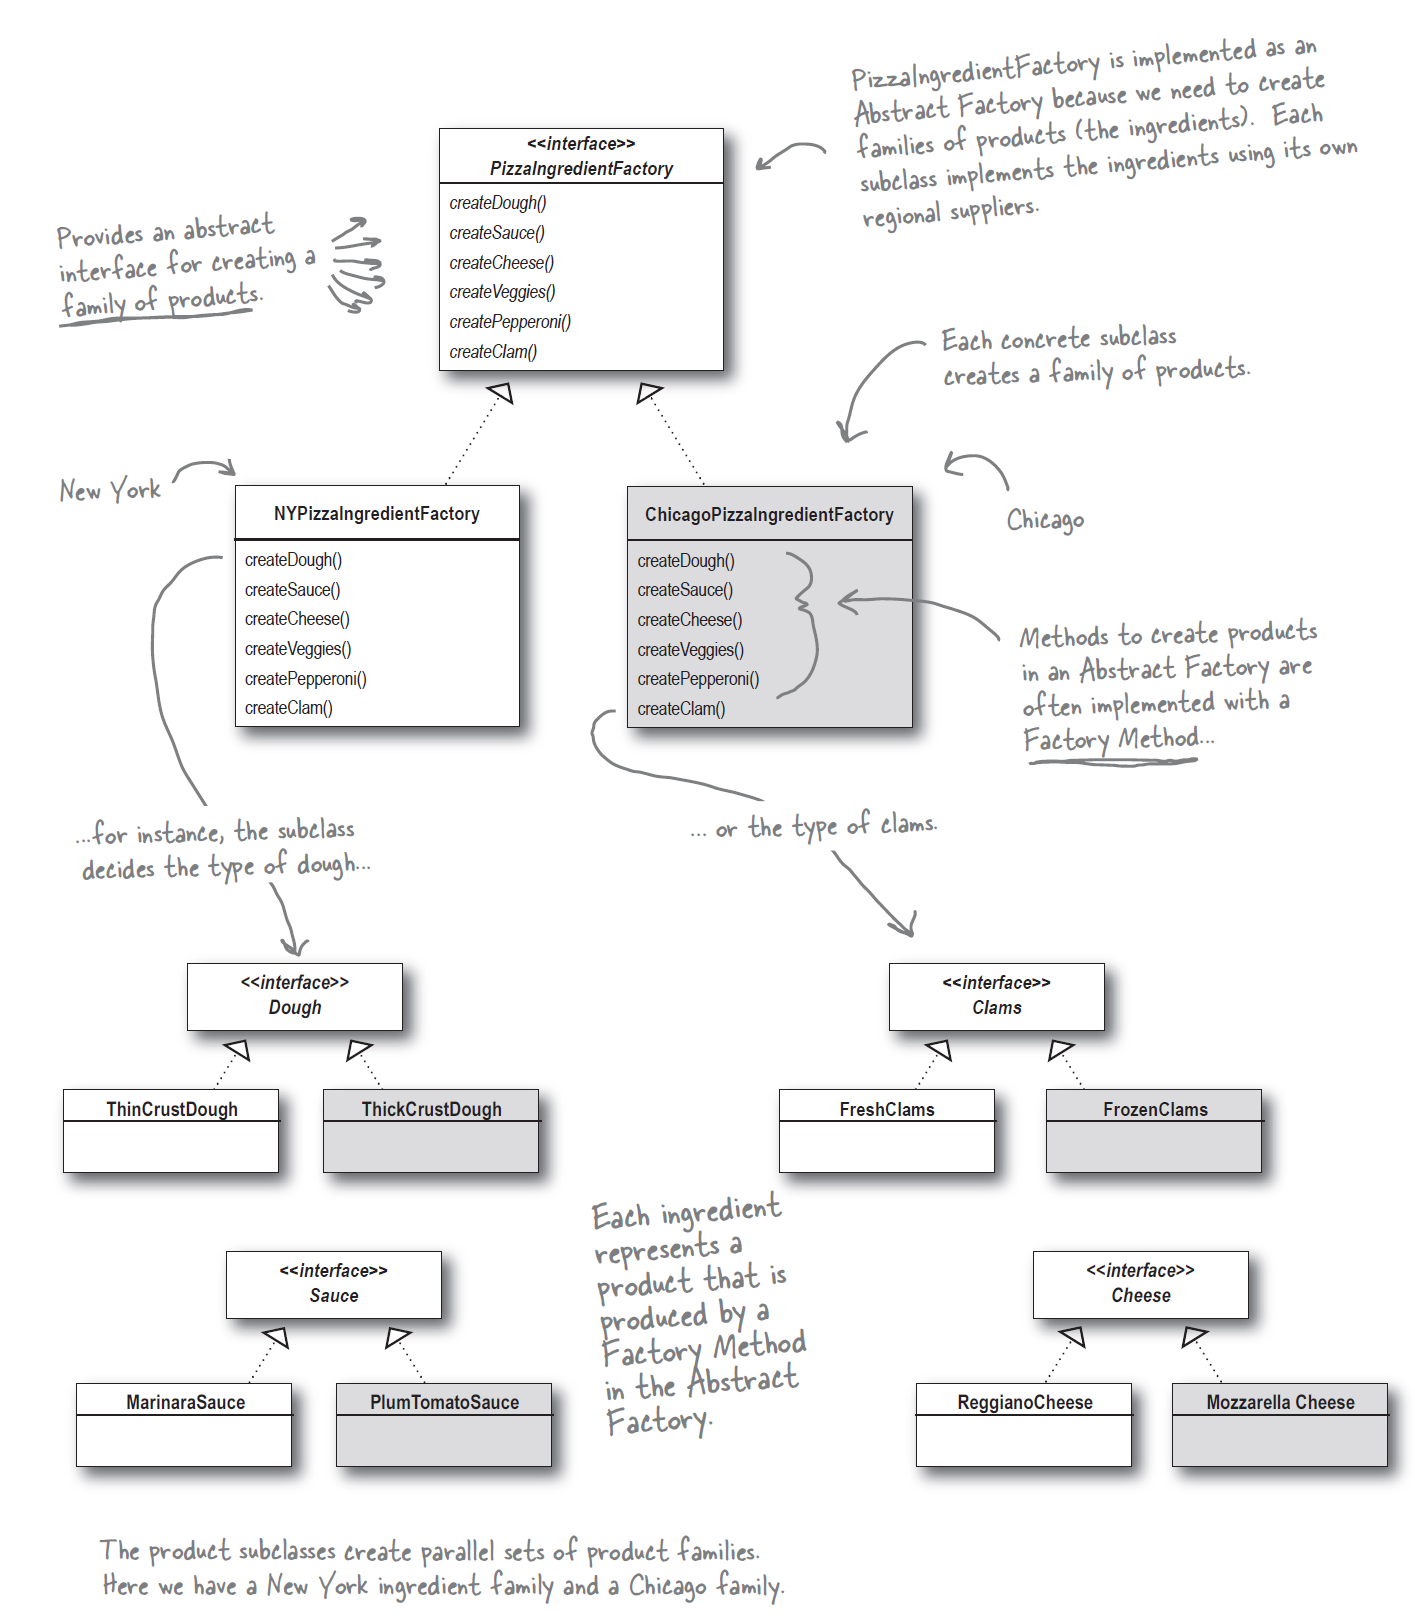 PizzaIngredientFactory is implemented as an
Abstract Factory because we need to create
families of products (the ingredients). Each
subclass implements the ingredients using its own
regional suppliers.
<<interface>>
PizzaIngredientFactory
createDough()
createSauce()
createCheese()
createVeggies()
createPepperoni()
createClam()
Provides an abstract
interface for creating a
family of products.
Each concrete subclass
creates a family of products.
New York
NYPizzaIngredientFactory
createDough()
createSauce()
createCheese()
createVeggies()
createPepperoni()
createClam()
ChicagoPizzaIngredientFactory
createDough()
createSauce()
createCheese()
createVeggies()
createPepperoni()
createClam()
Chicago
Methods to create products
in an Abstract Factory are
often implemented with a
Factory Method...
...for instance, the subclass
decides the type of dough...
... or the type of clams.
<<interface>>
Dough
ThinCrustDough
ThickCrustDough
<<interface>>
Clams
FreshClams
FrozenClams
Each ingredient
represents a
product that is
produced by a
Factory Method
in the Abstract
Factory.
<<interface>>
Sauce
MarinaraSauce
PlumTomatoSauce
<<interface>>
Cheese
ReggianoCheese
Mozzarella Cheese
The product subclasses create parallel sets of product families.
Here we have a New York ingredient family and a Chicago family.